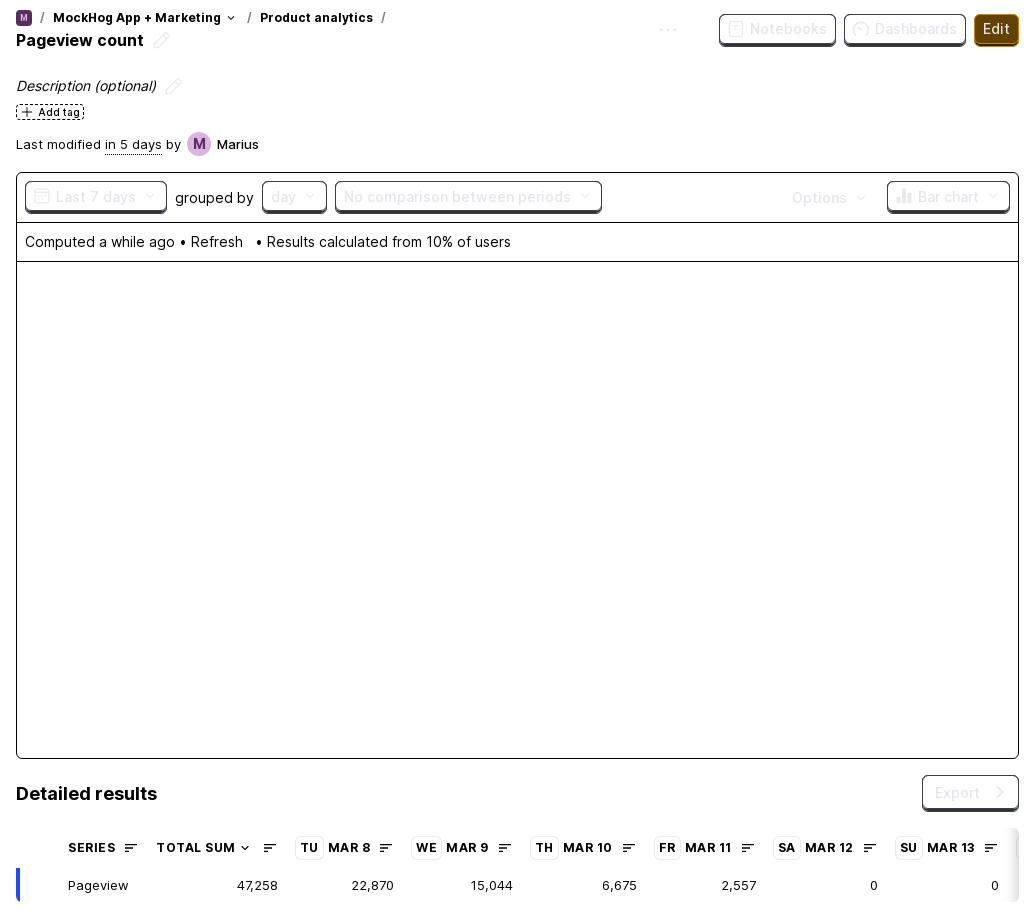 M / MockHog App + Marketing / Product analytics /
Pageview count
Notebooks Dashboards Edit
Description (optional)
Add tag
Last modified in 5 days by M Marius
Last 7 days grouped by day No comparison between periods Options Bar chart
Computed a while ago • Refresh • Results calculated from 10% of users
Detailed results
Export
SERIES TOTAL SUM TU MAR 8 WE MAR 9 TH MAR 10 FR MAR 11 SA MAR 12 SU MAR 13
Pageview 47,258 22,870 15,044 6,675 2,557 0 0